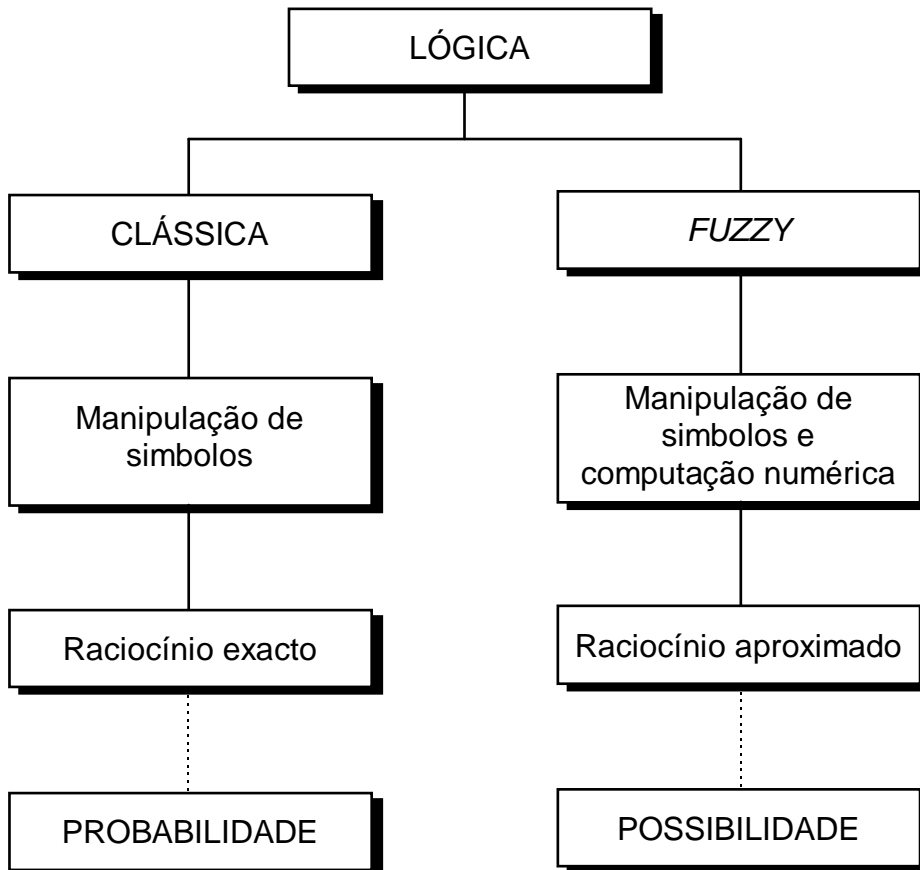 LÓGICA
CLÁSSICA
FUZZY
Manipulação de
simbolos
Manipulação de
simbolos e
computação numérica
Raciocínio exacto
Raciocínio aproximado
PROBABILIDADE
POSSIBILIDADE